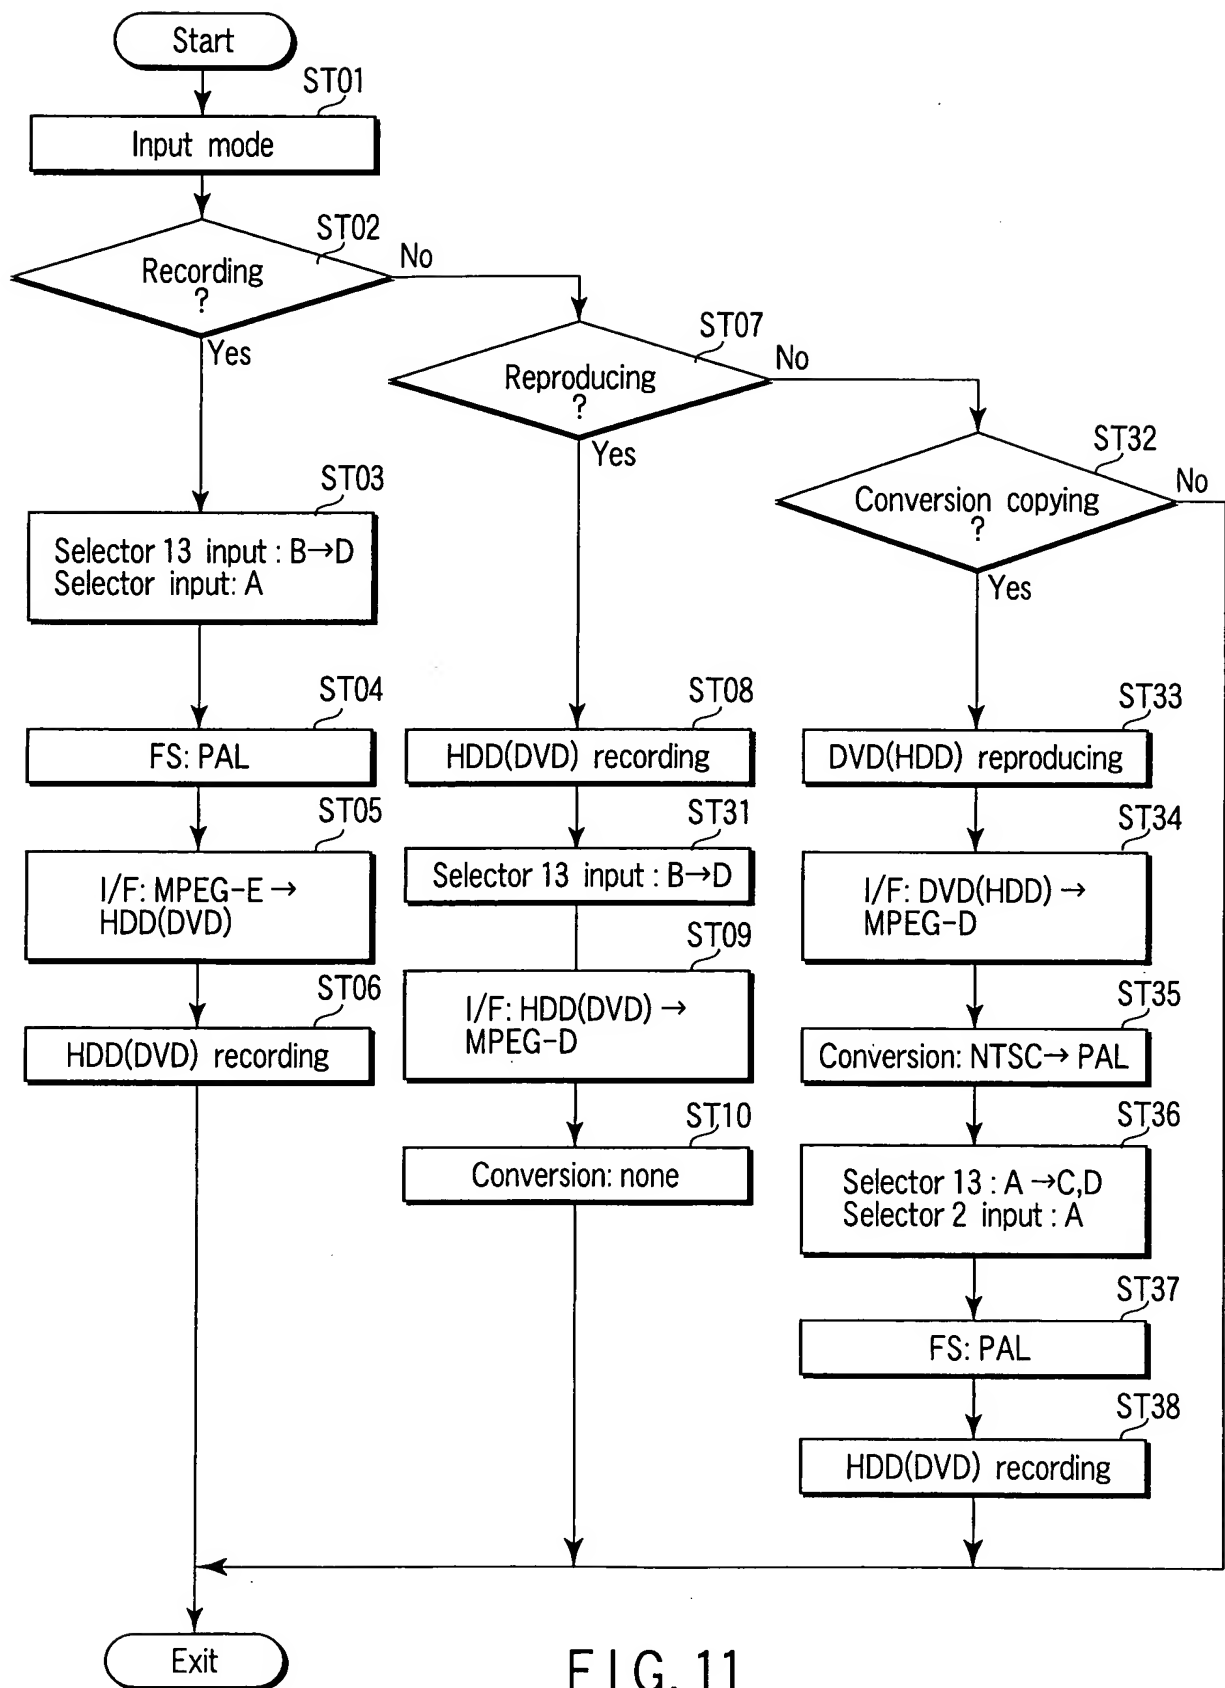 Start
ST01
Input mode
ST02
Recording
?
No
Yes
ST07
Reproducing
?
No
Yes
ST32
Conversion copying
?
No
Yes
ST03
Selector 13 input : B→D
Selector input: A
ST04
FS: PAL
ST05
I/F: MPEG-E →
HDD(DVD)
ST06
HDD(DVD) recording
ST08
HDD(DVD) recording
ST31
Selector 13 input : B→D
ST09
I/F: HDD(DVD) →
MPEG-D
ST10
Conversion: none
ST33
DVD(HDD) reproducing
ST34
I/F: DVD(HDD) →
MPEG-D
ST35
Conversion: NTSC→ PAL
ST36
Selector 13 : A →C,D
Selector 2 input : A
ST37
FS: PAL
ST38
HDD(DVD) recording
Exit
FIG. 11